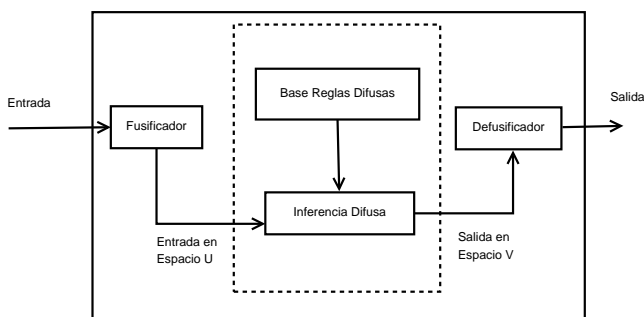 Entrada
Fusificador
Base Reglas Difusas
Defusificador
Salida
Inferencia Difusa
Entrada en
Espacio U
Salida en
Espacio V